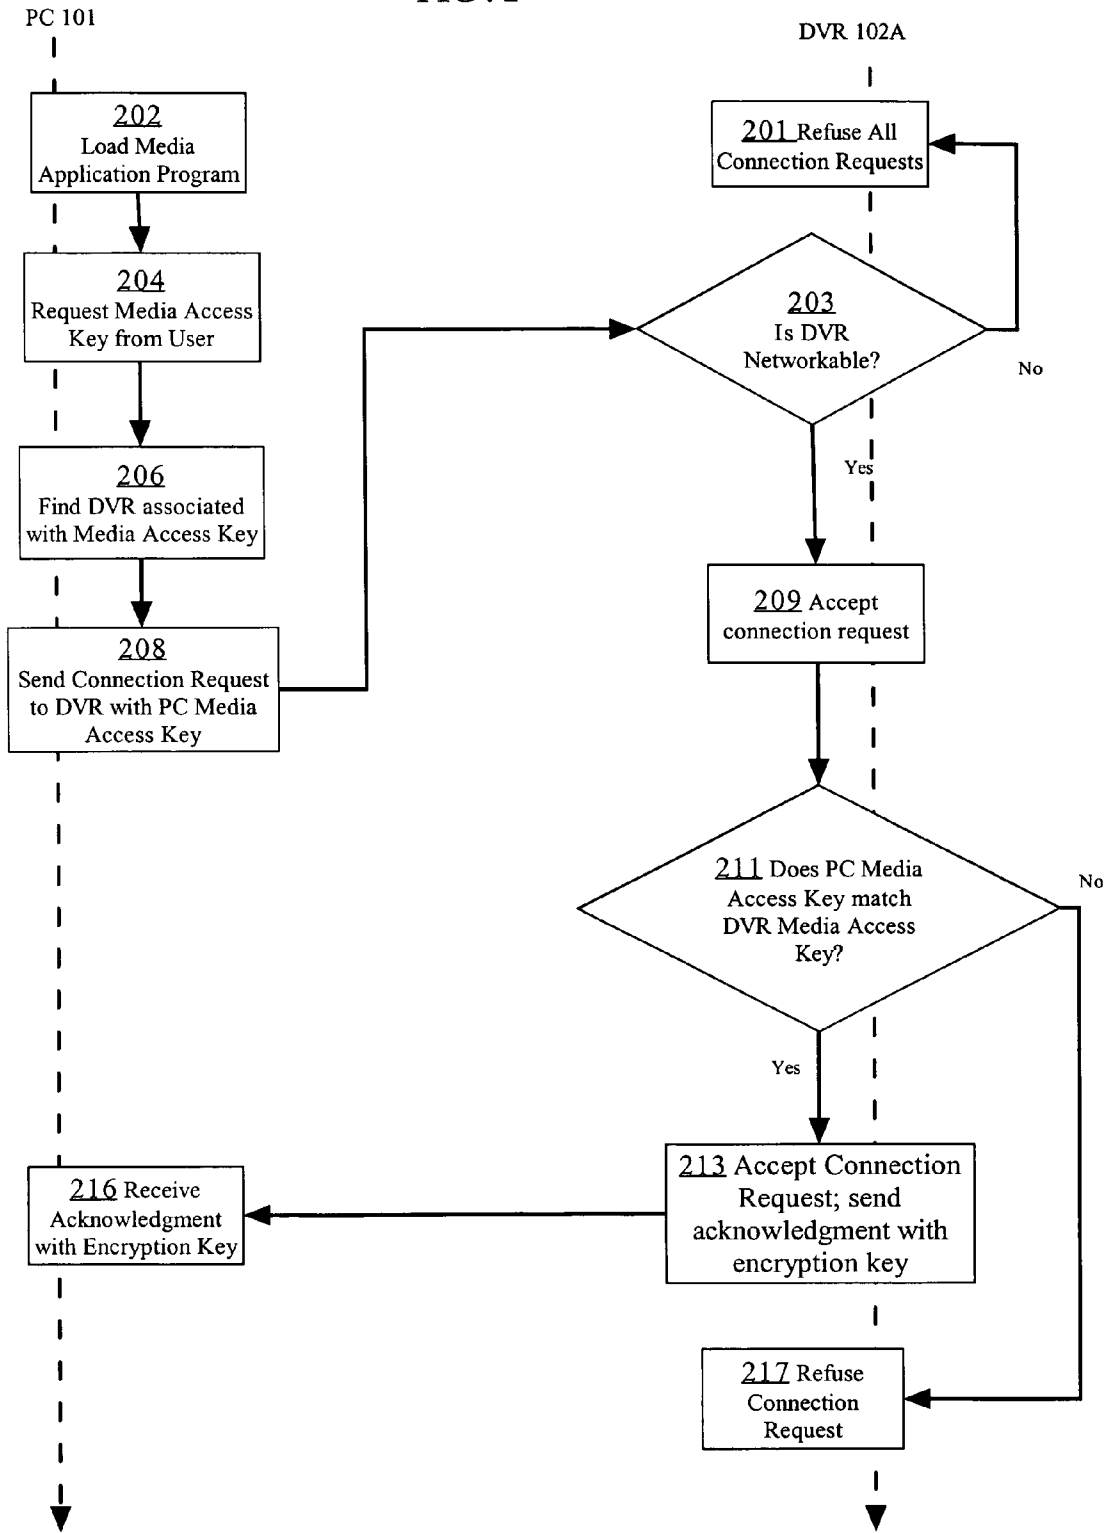 PC 101
DVR 102A
202
Load Media
Application Program
201 Refuse All
Connection Requests
204
Request Media Access
Key from User
203
Is DVR
Networkable?
No
Yes
206
Find DVR associated
with Media Access Key
209 Accept
connection request
208
Send Connection Request
to DVR with PC Media
Access Key
211 Does PC Media
Access Key match
DVR Media Access
Key?
No
Yes
213 Accept Connection
Request; send
acknowledgment with
encryption key
216 Receive
Acknowledgment
with Encryption Key
217 Refuse
Connection
Request